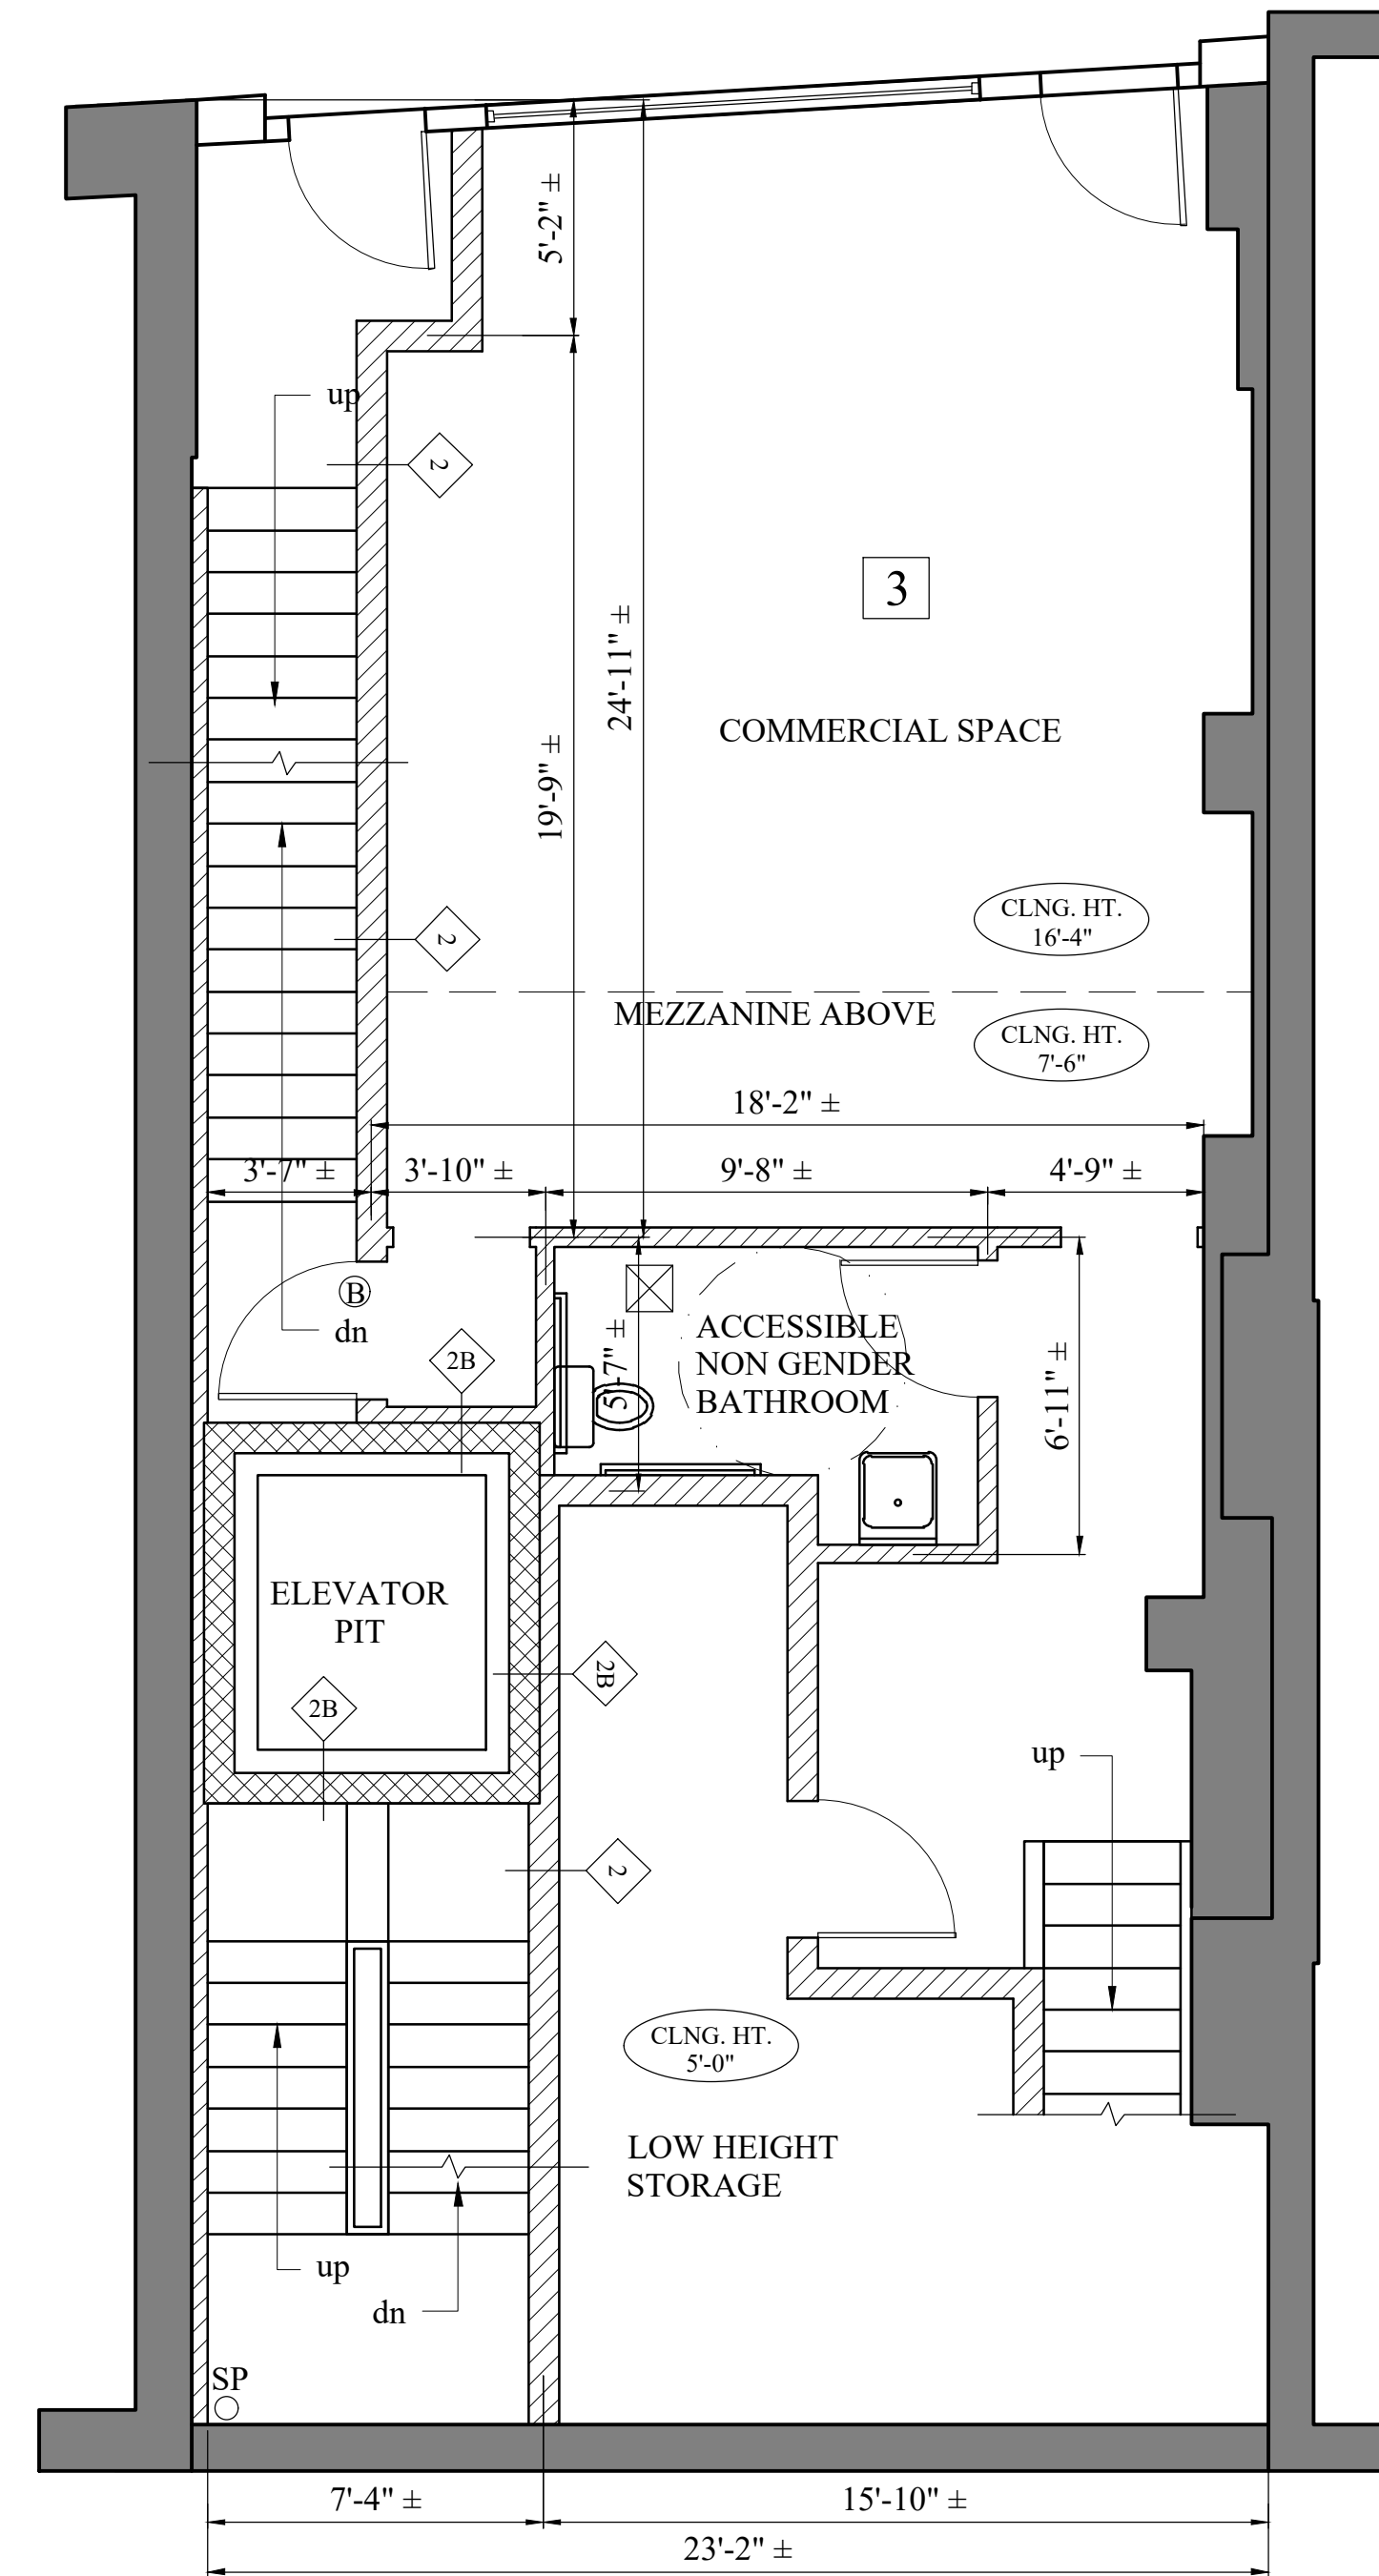 5'-2" ±
up
2
3
24'-11" ±
COMMERCIAL SPACE
19'-9" ±
CLNG. HT.
16'-4"
2
MEZZANINE ABOVE
CLNG. HT.
7'-6"
18'-2" ±
3'-7" ±
3'-10" ±
9'-8" ±
4'-9" ±
B
dn
2B
5'-7" ±
ACCESSIBLE
NON GENDER
BATHROOM
6'-11" ±
ELEVATOR
PIT
2B
2B
up
2
CLNG. HT.
5'-0"
LOW HEIGHT
STORAGE
up
dn
SP
7'-4" ±
15'-10" ±
23'-2" ±